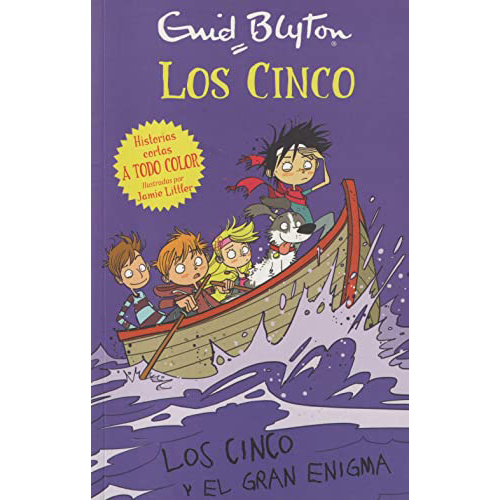 Enid Blyton®
LOS CINCO
Historias
cortas
A TODO COLOR
Ilustradas por
Jamie Littler
LOS CINCO
Y EL GRAN ENIGMA